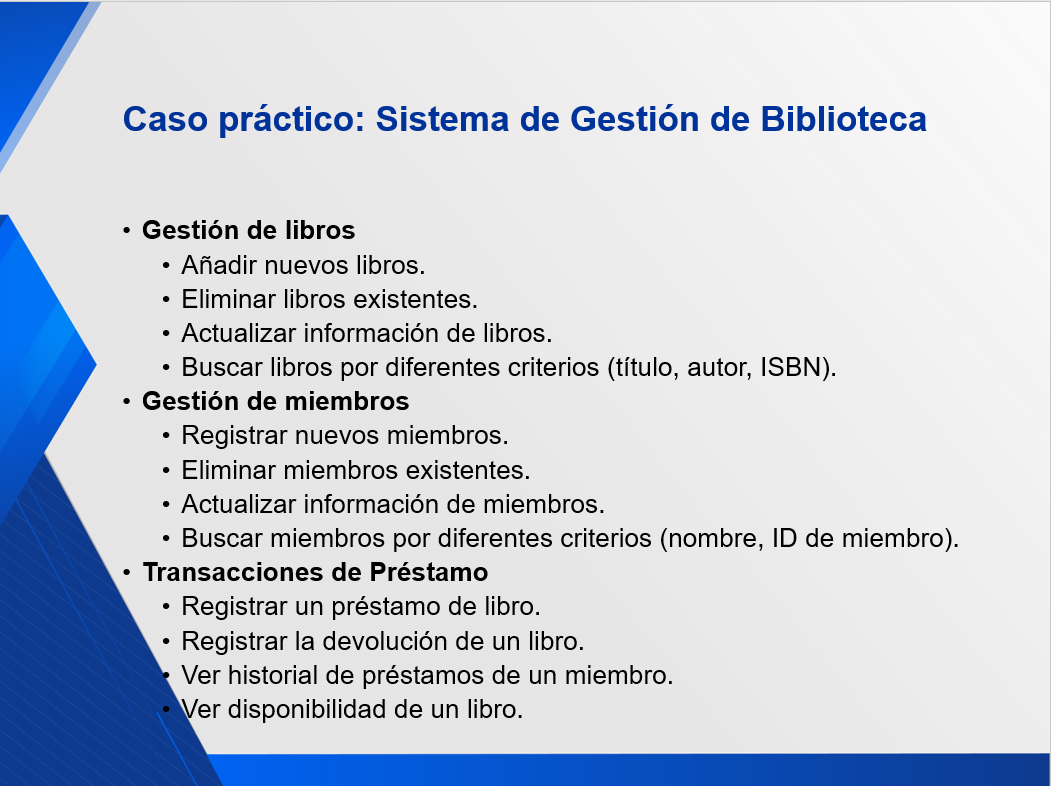 Caso práctico: Sistema de Gestión de Biblioteca
• Gestión de libros
• Añadir nuevos libros.
• Eliminar libros existentes.
• Actualizar información de libros.
• Buscar libros por diferentes criterios (título, autor, ISBN).
• Gestión de miembros
• Registrar nuevos miembros.
• Eliminar miembros existentes.
• Actualizar información de miembros.
• Buscar miembros por diferentes criterios (nombre, ID de miembro).
• Transacciones de Préstamo
• Registrar un préstamo de libro.
• Registrar la devolución de un libro.
• Ver historial de préstamos de un miembro.
• Ver disponibilidad de un libro.